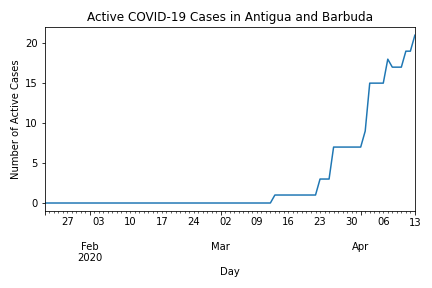 Active COVID-19 Cases in Antigua and Barbuda
Number of Active Cases
20
15
10
5
0
27 03 10 17 24 02 09 16 23 30 06 13
Feb Mar Apr
2020
Day